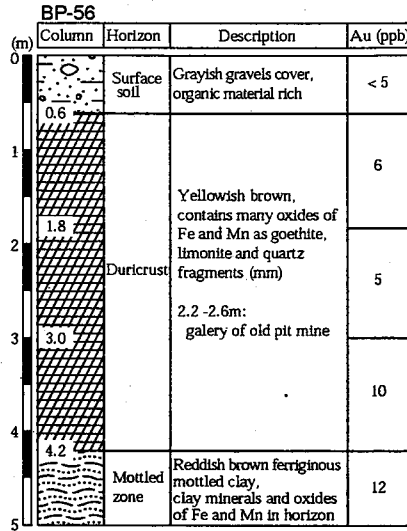 BP-56
(m) Column Horizon Description Au (ppb)
0
Surface soil
Grayish gravels cover,
organic material rich
< 5
0.6
1
6
1.8
2
Duricrust
Yellowish brown,
contains many oxides of
Fe and Mn as goethite,
limonite and quartz
fragments (mm)
2.2 -2.6m:
galery of old pit mine
5
3.0
3
10
4
4.2
Mottled
zone
Reddish brown ferriginous
mottled clay,
clay minerals and oxides
of Fe and Mn in horizon
12
5